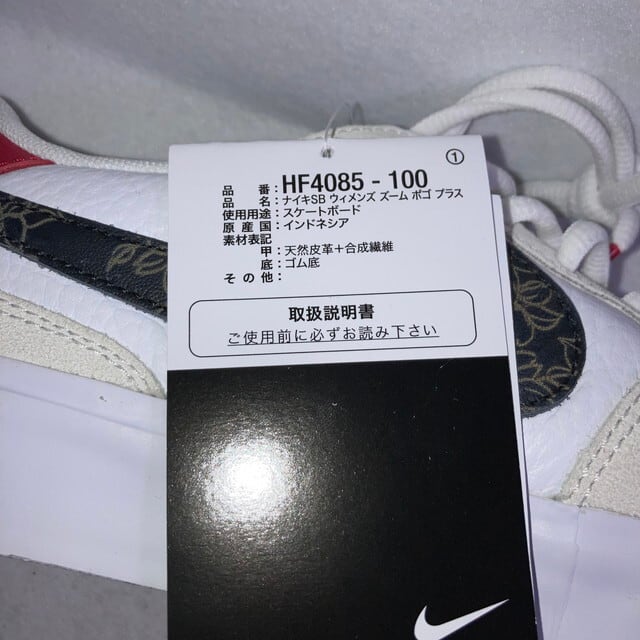 ①
品番：HF4085-100
品名：ナイキSB ウィメンズ ズーム ポゴ プラス
使用用途：スケートボード
原産国：インドネシア
素材表記
甲：天然皮革＋合成繊維
底：ゴム底
その他：
取扱説明書
ご使用前に必ずお読み下さい